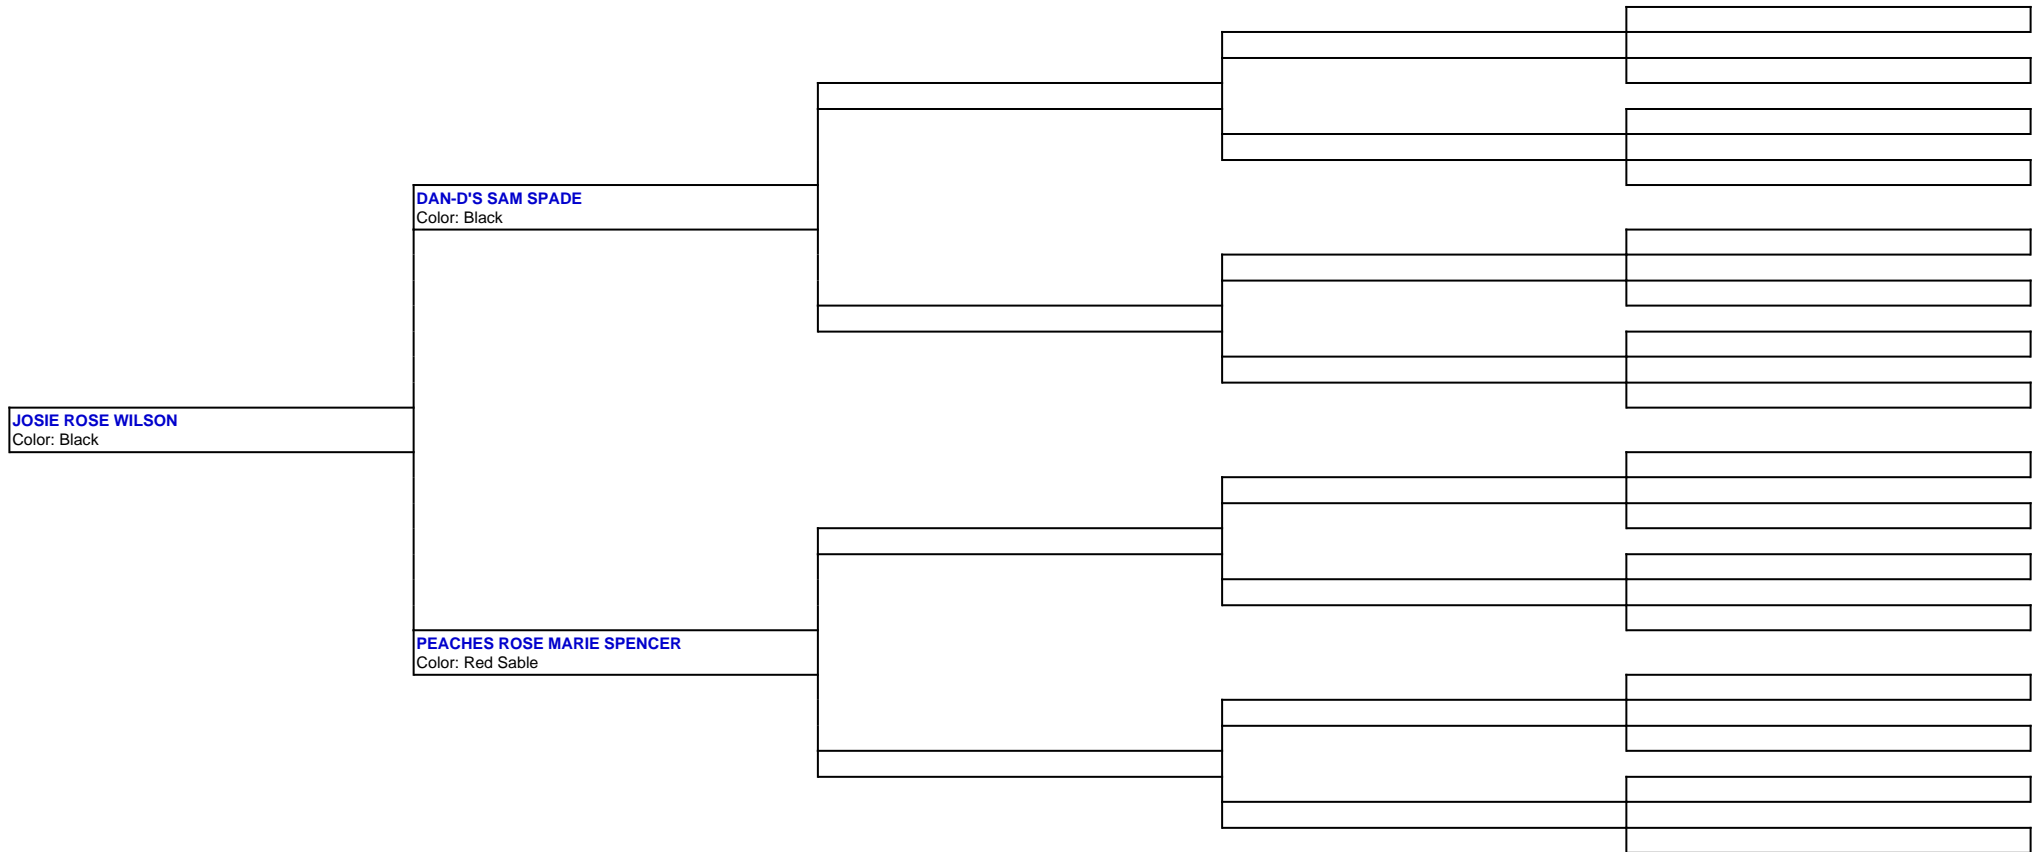 DAN-D'S SAM SPADE
Color: Black
JOSIE ROSE WILSON
Color: Black
PEACHES ROSE MARIE SPENCER
Color: Red Sable